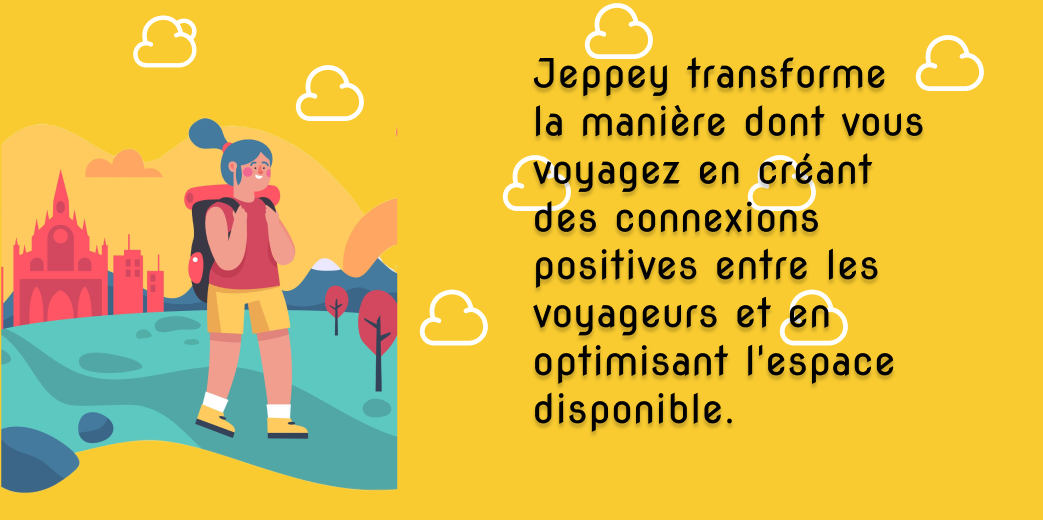 Jeppey transforme
la manière dont vous
voyagez en créant
des connexions
positives entre les
voyageurs et en
optimisant l'espace
disponible.